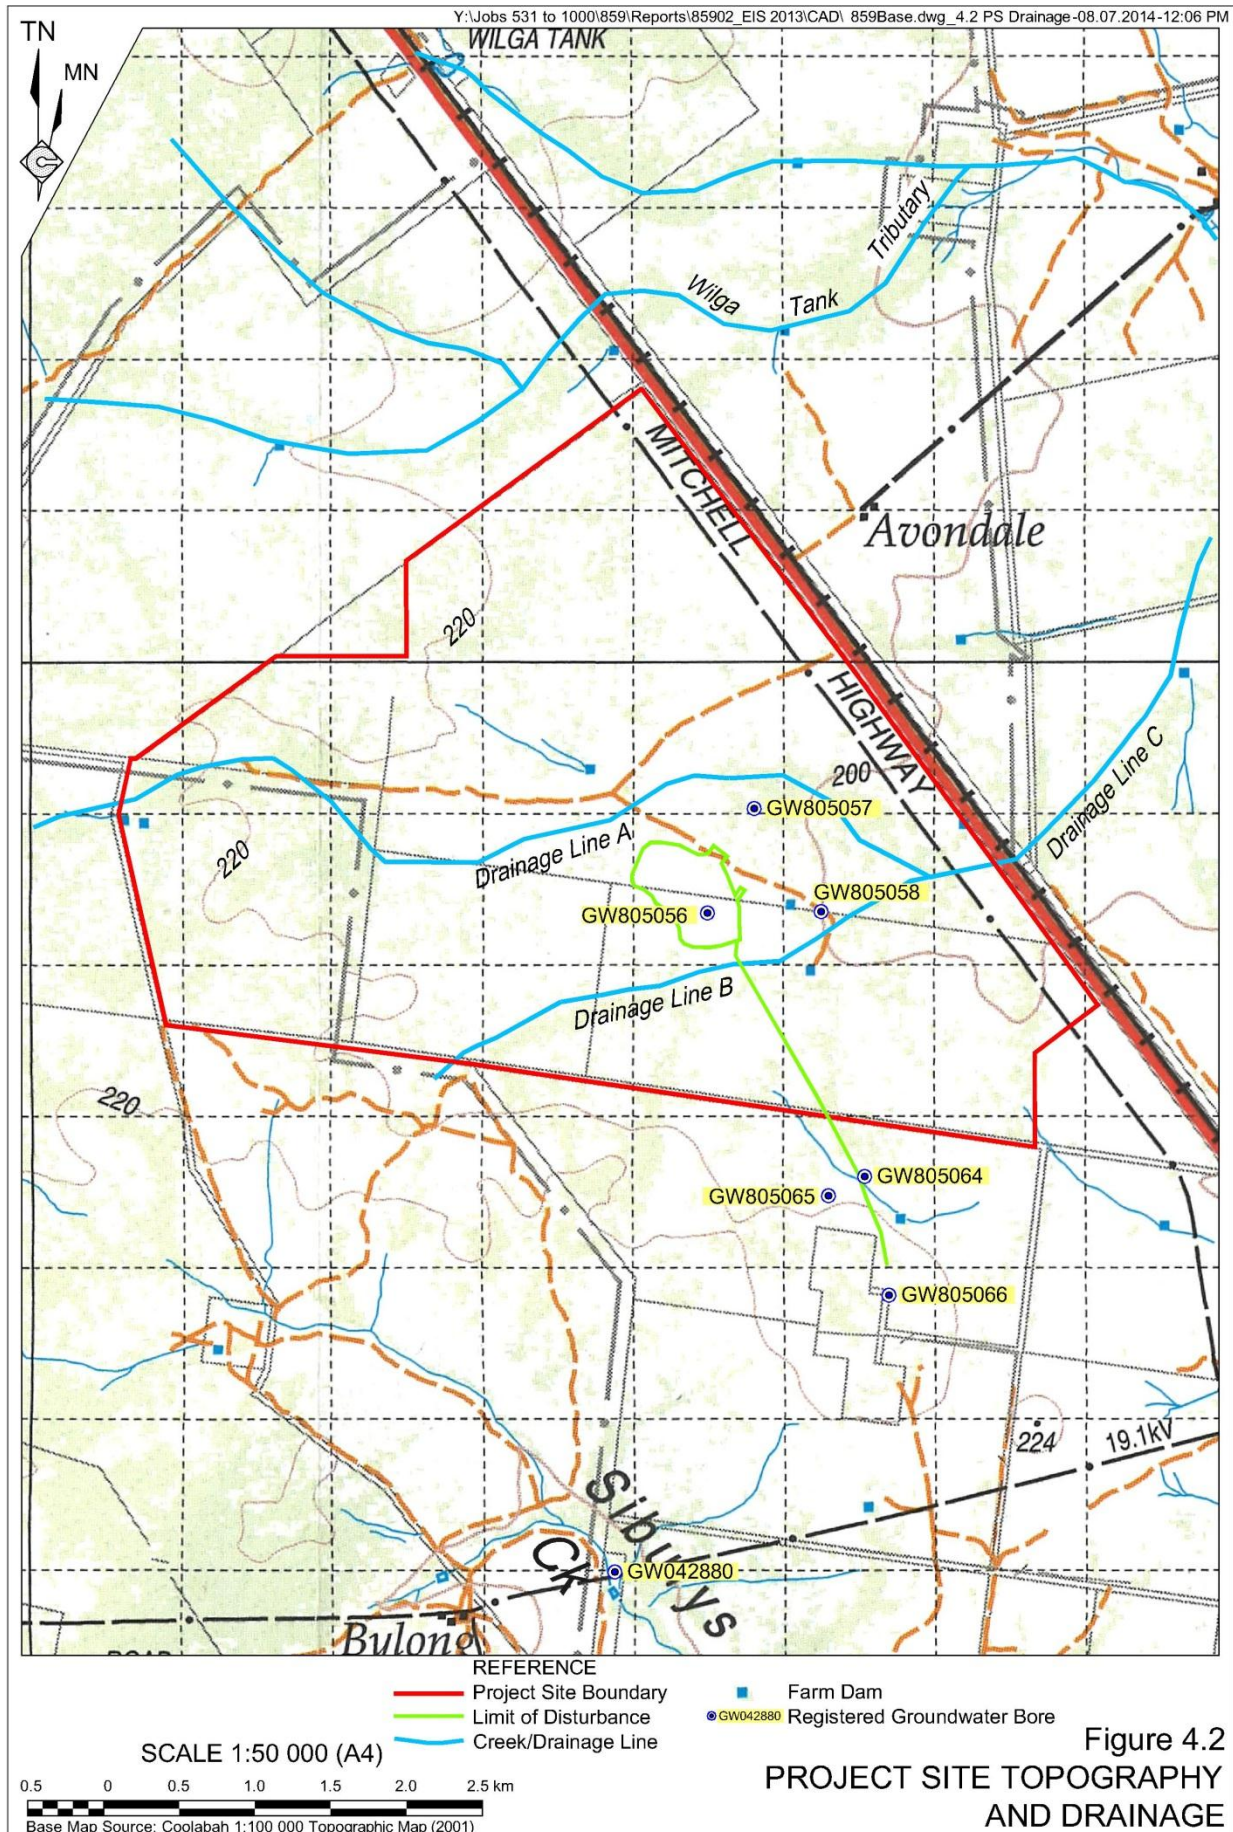 Y:\Jobs 531 to 1000\859\Reports\85902_EIS 2013\CAD\ 859Base.dwg_4.2 PS Drainage-08.07.2014-12:06 PM
TN
MN
WILGA TANK
Tributary
Wilga
Tank
MITCHELL
Avondale
220
HIGHWAY
200
GW805057
Drainage Line C
220
Drainage Line A
GW805058
GW805056
Drainage Line B
220
GW805064
GW805065
GW805066
224
19.1kV
Ck
GW042880
Bulong
REFERENCE
Project Site Boundary
Farm Dam
Limit of Disturbance
GW042880 Registered Groundwater Bore
Creek/Drainage Line
SCALE 1:50 000 (A4)
Figure 4.2
PROJECT SITE TOPOGRAPHY
AND DRAINAGE
0.5 0 0.5 1.0 1.5 2.0 2.5 km
Base Map Source: Coolabah 1:100 000 Topographic Map (2001)